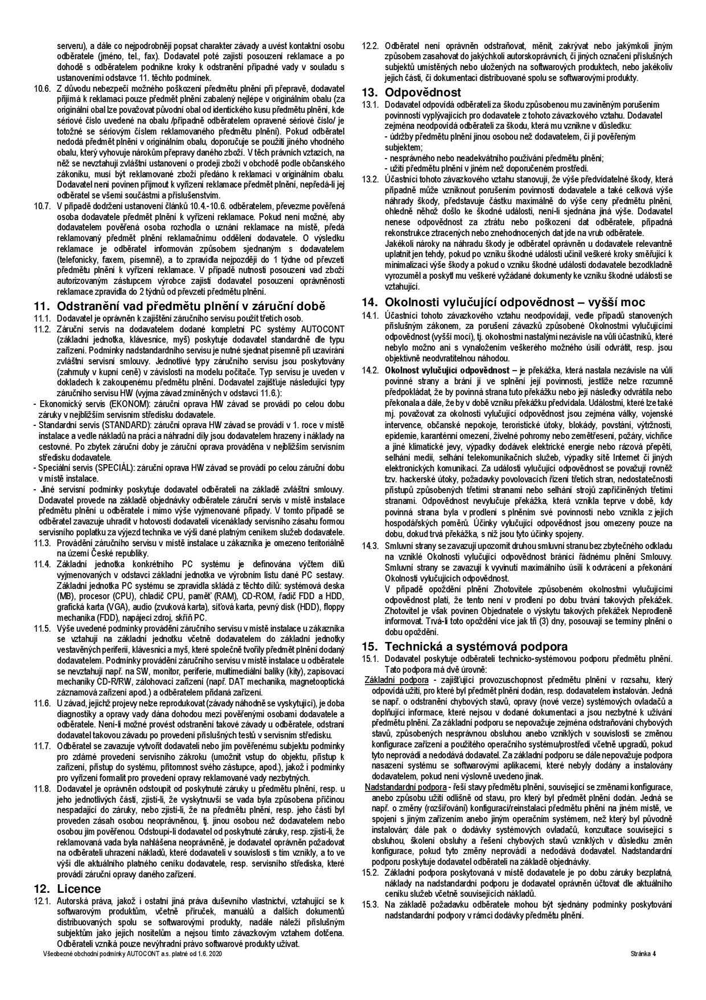 serveru), a dále co nejpodrobněji popsat charakter závady a uvést kontaktní osobu
odběratele (jméno, tel., fax). Dodavatel poté zajistí posouzení reklamace a po
dohodě s odběratelem podnikne kroky k odstranění případné vady v souladu s
ustanoveními odstavce 11. těchto podmínek.
10.6. Z důvodu nebezpečí možného poškození předmětu plnění při přepravě, dodavatel
přijímá k reklamaci pouze předmět plnění zabalený nejlépe v originálním obalu (za
originální obal lze považovat původní obal od identického kusu předmětu plnění, kde
sériové číslo uvedené na obalu /případně odběratelem opravené sériové číslo/ je
totožné se sériovým číslem reklamovaného předmětu plnění). Pokud odběratel
nedodá předmět plnění v originálním obalu, doporučuje se použití jiného vhodného
obalu, který vyhovuje nárokům přepravy daného zboží. V těch právních vztazích, na
něž se nevztahují zvláštní ustanovení o prodeji zboží v obchodě podle občanského
zákoníku, musí být reklamované zboží předáno k reklamaci v originálním obalu.
Dodavatel není povinen přijmout k vyřízení reklamace předmět plnění, nepředá-li jej
odběratel se všemi součástmi a příslušenstvím.
10.7. V případě dodržení ustanovení článků 10.4.-10.6. odběratelem, převezme pověřená
osoba dodavatele předmět plnění k vyřízení reklamace. Pokud není možné, aby
dodavatelem pověřená osoba rozhodla o uznání reklamace na místě, předá
reklamovaný předmět plnění reklamačnímu oddělení dodavatele. O výsledku
reklamace je odběratel informován způsobem sjednaným s dodavatelem
(telefonicky, faxem, písemně), a to zpravidla nejpozději do 1 týdne od převzetí
předmětu plnění k vyřízení reklamace. V případě nutnosti posouzení vad zboží
autorizovaným zástupcem výrobce zajistí dodavatel posouzení oprávněnosti
reklamace zpravidla do 2 týdnů od převzetí předmětu plnění.
11. Odstranění vad předmětu plnění v záruční době
11.1. Dodavatel je oprávněn k zajištění záručního servisu použít třetích osob.
11.2. Záruční servis na dodavatelem dodané kompletní PC systémy AUTOCONT
(základní jednotka, klávesnice, myš) poskytuje dodavatel standardně dle typu
zařízení. Podmínky nadstandardního servisu je nutné sjednat písemně při uzavírání
zvláštní servisní smlouvy. Jednotlivé typy záručního servisu jsou poskytovány
(zahrnuty v kupní ceně) v závislosti na modelu počítače. Typ servisu je uveden v
dokladech k zakoupenému předmětu plnění. Dodavatel zajišťuje následující typy
záručního servisu HW (vyjma závad zmíněných v odstavci 11.6.):
- Ekonomický servis (EKONOM): záruční oprava HW závad se provádí po celou dobu
záruky v nejbližším servisním středisku dodavatele.
- Standardní servis (STANDARD): záruční oprava HW závad se provádí v 1. roce v místě
instalace a vedle nákladů na práci a náhradní díly jsou dodavatelem hrazeny i náklady na
cestovné. Po zbytek záruční doby je záruční oprava prováděna v nejbližším servisním
středisku dodavatele.
- Speciální servis (SPECIÁL): záruční oprava HW závad se provádí po celou záruční dobu
v místě instalace.
- Jiné servisní podmínky poskytuje dodavatel odběrateli na základě zvláštní smlouvy.
Dodavatel provede na základě objednávky odběratele záruční servis v místě instalace
předmětu plnění u odběratele i mimo výše vyjmenované případy. V tomto případě se
odběratel zavazuje uhradit v hotovosti dodavateli vícenáklady servisního zásahu formou
servisního poplatku za výjezd technika ve výši dané platným ceníkem služeb dodavatele.
11.3. Provádění záručního servisu v místě instalace u zákazníka je omezeno teritoriálně
na území České republiky.
11.4. Základní jednotka konkrétního PC systému je definována výčtem dílů
vyjmenovaných v odstavci základní jednotka ve výrobním listu dané PC sestavy.
Základní jednotka PC systému se zpravidla skládá z těchto dílů: systémová deska
(MB), procesor (CPU), chladič CPU, paměť (RAM), CD-ROM, řadič FDD a HDD,
grafická karta (VGA), audio (zvuková karta), síťová karta, pevný disk (HDD), floppy
mechanika (FDD), napájecí zdroj, skříň PC.
11.5. Výše uvedené podmínky provádění záručního servisu v místě instalace u zákazníka
se vztahují na základní jednotku včetně dodavatelem do základní jednotky
vestavěných periferií, klávesnici a myš, které společně tvořily předmět plnění dodaný
dodavatelem. Podmínky provádění záručního servisu v místě instalace u odběratele
se nevztahují např. na SW, monitor, periferie, multimediální balíky (kity), zapisovací
mechaniky CD-R/RW, zálohovací zařízení (např. DAT mechanika, magnetooptická
záznamová zařízení apod.) a odběratelem přidaná zařízení.
11.6. U závad, jejichž projevy nelze reprodukovat (závady náhodně se vyskytující), je doba
diagnostiky a opravy vady dána dohodou mezi pověřenými osobami dodavatele a
odběratele. Není-li možné provést odstranění takové závady u odběratele, odstraní
dodavatel takovou závadu po provedení příslušných testů v servisním středisku.
11.7. Odběratel se zavazuje vytvořit dodavateli nebo jím pověřenému subjektu podmínky
pro zdárné provedení servisního zákroku (umožnit vstup do objektu, přístup k
zařízení, přístup do systému, přítomnost svého zástupce, apod.), jakož i podmínky
pro vyřízení formalit pro provedení opravy reklamované vady nezbytných.
11.8. Dodavatel je oprávněn odstoupit od poskytnuté záruky u předmětu plnění, resp. u
jeho jednotlivých částí, zjistí-li, že vyskytnuvší se vada byla způsobena příčinou
nespadající do záruky, nebo zjistí-li, že na předmětu plnění, resp. jeho části byl
proveden zásah osobou neoprávněnou, tj. jinou osobou než dodavatelem nebo
osobou jím pověřenou. Odstoupí-li dodavatel od poskytnuté záruky, resp. zjistí-li, že
reklamovaná vada byla nahlášena neoprávněně, je dodavatel oprávněn požadovat
na odběrateli uhrazení nákladů, které dodavateli v souvislosti s tím vznikly, a to ve
výši dle aktuálního platného ceníku dodavatele, resp. servisního střediska, které
provádí záruční opravy daného zařízení.
12. Licence
12.1. Autorská práva, jakož i ostatní jiná práva duševního vlastnictví, vztahující se k
softwarovým produktům, včetně příruček, manuálů a dalších dokumentů
distribuovaných spolu se softwarovými produkty, nadále náleží příslušným
subjektům jako jejich nositelům a nejsou tímto závazkovým vztahem dotčena.
Odběrateli vzniká pouze nevýhradní právo softwarové produkty užívat.
12.2. Odběratel není oprávněn odstraňovat, měnit, zakrývat nebo jakýmkoli jiným
způsobem zasahovat do jakýchkoli autorskoprávních, či jiných označení příslušných
subjektů umístěných nebo uložených na softwarových produktech, nebo jakékoliv
jejich části, či dokumentaci distribuované spolu se softwarovými produkty.
13. Odpovědnost
13.1. Dodavatel odpovídá odběrateli za škodu způsobenou mu zaviněným porušením
povinností vyplývajících pro dodavatele z tohoto závazkového vztahu. Dodavatel
zejména neodpovídá odběrateli za škodu, která mu vznikne v důsledku:
- údržby předmětu plnění jinou osobou než dodavatelem, či jí pověřeným
subjektem;
- nesprávného nebo neadekvátního používání předmětu plnění;
- užití předmětu plnění v jiném než doporučeném prostředí.
13.2. Účastníci tohoto závazkového vztahu stanovují, že výše předvídatelné škody, která
případně může vzniknout porušením povinností dodavatele a také celková výše
náhrady škody, představuje částku maximálně do výše ceny předmětu plnění,
ohledně něhož došlo ke škodné události, není-li sjednána jiná výše. Dodavatel
nenese odpovědnost za ztrátu nebo poškození dat odběratele, případná
rekonstrukce ztracených nebo znehodnocených dat jde na vrub odběratele.
Jakékoli nároky na náhradu škody je odběratel oprávněn u dodavatele relevantně
uplatnit jen tehdy, pokud po vzniku škodné události učinil veškeré kroky směřující k
minimalizaci výše škody a pokud o vzniku škodné události dodavatele bezodkladně
vyrozuměl a poskytl mu veškeré vyžádané dokumenty ke vzniku škodné události se
vztahující.
14. Okolnosti vylučující odpovědnost – vyšší moc
14.1. Účastníci tohoto závazkového vztahu neodpovídají, vedle případů stanovených
příslušným zákonem, za porušení závazků způsobené Okolnostmi vylučujícími
odpovědnost (vyšší mocí), tj. okolnostmi nastalými nezávisle na vůli účastníků, které
nebylo možno ani s vynaložením veškerého možného úsilí odvrátit, resp. jsou
objektivně neodvratitelnou náhodou.
14.2. Okolnost vylučující odpovědnost – je překážka, která nastala nezávisle na vůli
povinné strany a brání jí ve splnění její povinnosti, jestliže nelze rozumně
předpokládat, že by povinná strana tuto překážku nebo její následky odvrátila nebo
překonala a dále, že by v době vzniku překážku předvídala. Událostmi, které lze také
mj. považovat za okolnosti vylučující odpovědnost jsou zejména války, vojenské
intervence, občanské nepokoje, teroristické útoky, blokády, povstání, výtržnosti,
epidemie, karanténní omezení, živelné pohromy nebo zemětřesení, požáry, vichřice
a jiné klimatické jevy, výpadky dodávek elektrické energie nebo rázová přepětí,
selhání medií, selhání telekomunikačních služeb, výpadky sítě Internet či jiných
elektronických komunikací. Za události vylučující odpovědnost se považují rovněž
tzv. hackerské útoky, požadavky povolovacích řízení třetích stran, nedostatečnosti
přístupů způsobených třetími stranami nebo selhání strojů zapříčiněných třetími
stranami. Odpovědnost nevylučuje překážka, která vznikla teprve v době, kdy
povinná strana byla v prodlení s plněním své povinnosti nebo vznikla z jejích
hospodářských poměrů. Účinky vylučující odpovědnost jsou omezeny pouze na
dobu, dokud trvá překážka, s níž jsou tyto účinky spojeny.
14.3. Smluvní strany se zavazují upozornit druhou smluvní stranu bez zbytečného odkladu
na vzniklé Okolnosti vylučující odpovědnost bránící řádnému plnění Smlouvy.
Smluvní strany se zavazují k vyvinutí maximálního úsilí k odvrácení a překonání
Okolností vylučujících odpovědnost.
V případě opoždění plnění Zhotovitele způsobeném okolnostmi vylučujícími
odpovědnost platí, že tento není v prodlení po dobu trvání takových překážek.
Zhotovitel je však povinen Objednatele o výskytu takových překážek Neprodleně
informovat. Trvá-li toto opoždění více jak tři (3) dny, posouvají se termíny plnění o
dobu opoždění.
15. Technická a systémová podpora
15.1. Dodavatel poskytuje odběrateli technicko-systémovou podporu předmětu plnění.
Tato podpora má dvě úrovně:
Základní podpora - zajišťující provozuschopnost předmětu plnění v rozsahu, který
odpovídá užití, pro které byl předmět plnění dodán, resp. dodavatelem instalován. Jedná
se např. o odstranění chybových stavů, opravy (nové verze) systémových ovladačů a
doplňující informace, které nejsou v dodané dokumentaci a jsou nezbytné k užívání
předmětu plnění. Za základní podporu se nepovažuje zejména odstraňování chybových
stavů, způsobených nesprávnou obsluhou anebo vzniklých v souvislosti se změnou
konfigurace zařízení a použitého operačního systému/prostředí včetně upgradů, pokud
tyto neprovádí a nedodává dodavatel. Za základní podporu se dále nepovažuje podpora
nasazení systému se softwarovými aplikacemi, které nebyly dodány a instalovány
dodavatelem, pokud není výslovně uvedeno jinak.
Nadstandardní podpora - řeší stavy předmětu plnění, související se změnami konfigurace,
anebo způsobu užití odlišně od stavu, pro který byl předmět plnění dodán. Jedná se
např. o změny (rozšiřování) konfigurací/reinstalaci předmětu plnění na jiném místě, ve
spojení s jiným zařízením anebo jiným operačním systémem, než který byl původně
instalován; dále pak o dodávky systémových ovladačů, konzultace související s
obsluhou, školení obsluhy a řešení chybových stavů vzniklých v důsledku změn
konfigurace, pokud tyto změny neprovádí a nedodává dodavatel. Nadstandardní
podporu poskytuje dodavatel odběrateli na základě objednávky.
15.2. Základní podpora poskytovaná v místě dodavatele je po dobu záruky bezplatná,
náklady na nadstandardní podporu je dodavatel oprávněn účtovat dle aktuálního
ceníku služeb včetně souvisejících nákladů.
15.3. Na základě požadavku odběratele mohou být sjednány podmínky poskytování
nadstandardní podpory v rámci dodávky předmětu plnění.
Všeobecné obchodní podmínky AUTOCONT a.s. platné od 1.6. 2020
Stránka 4